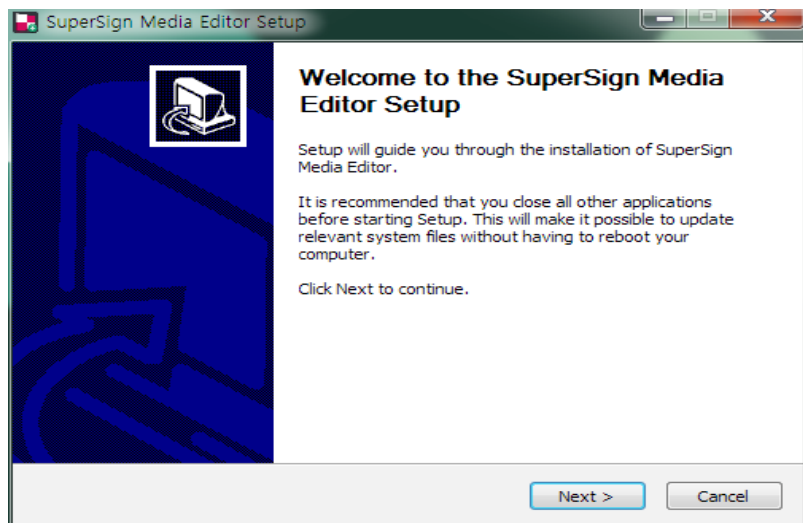 SuperSign Media Editor Setup
Welcome to the SuperSign Media
Editor Setup
Setup will guide you through the installation of SuperSign
Media Editor.
It is recommended that you close all other applications
before starting Setup. This will make it possible to update
relevant system files without having to reboot your
computer.
Click Next to continue.
Next >
Cancel